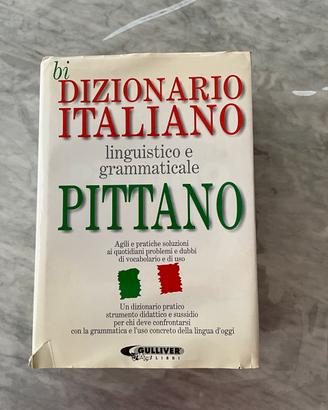 bi
DIZIONARIO
ITALIANO
linguistico e
grammaticale
PITTANO
Agili e pratiche soluzioni
ai quotidiani problemi e dubbi
di vocabolario e di uso
Un dizionario pratico
strumento didattico e sussidio
per chi deve confrontarsi
con la grammatica e l'uso concreto della lingua d'oggi
GULLIVER
LIBRI